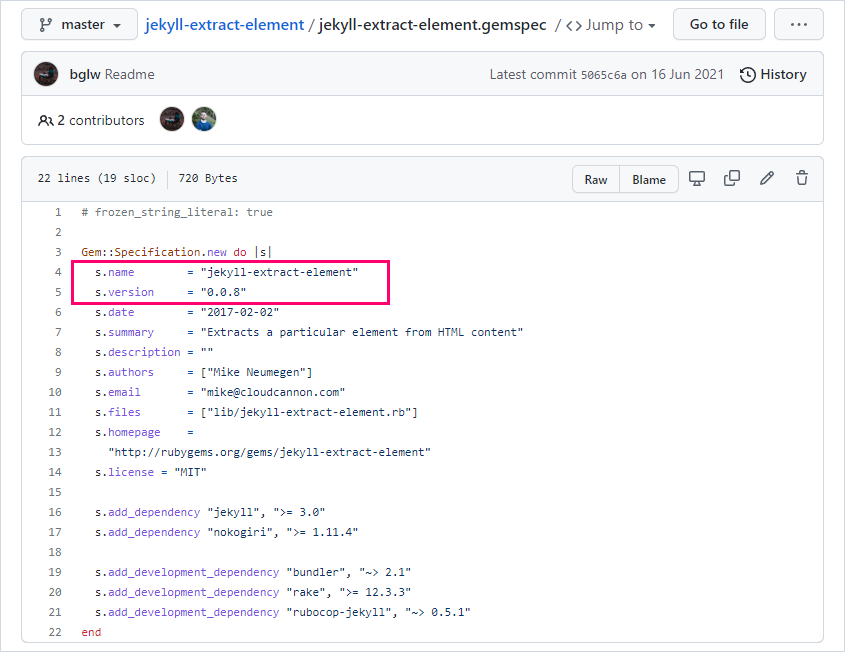 master jekyll-extract-element / jekyll-extract-element.gemspec / <> Jump to Go to file ...
bglw Readme Latest commit 5065c6a on 16 Jun 2021 History
2 contributors
22 lines (19 sloc) 720 Bytes Raw Blame
1 # frozen_string_literal: true
2
3 Gem::Specification.new do |s|
4 s.name = "jekyll-extract-element"
5 s.version = "0.0.8"
6 s.date = "2017-02-02"
7 s.summary = "Extracts a particular element from HTML content"
8 s.description = ""
9 s.authors = ["Mike Neumegen"]
10 s.email = "mike@cloudcannon.com"
11 s.files = ["lib/jekyll-extract-element.rb"]
12 s.homepage =
13 "http://rubygems.org/gems/jekyll-extract-element"
14 s.license = "MIT"
15
16 s.add_dependency "jekyll", ">= 3.0"
17 s.add_dependency "nokogiri", ">= 1.11.4"
18
19 s.add_development_dependency "bundler", "~> 2.1"
20 s.add_development_dependency "rake", ">= 12.3.3"
21 s.add_development_dependency "rubocop-jekyll", "~> 0.5.1"
22 end